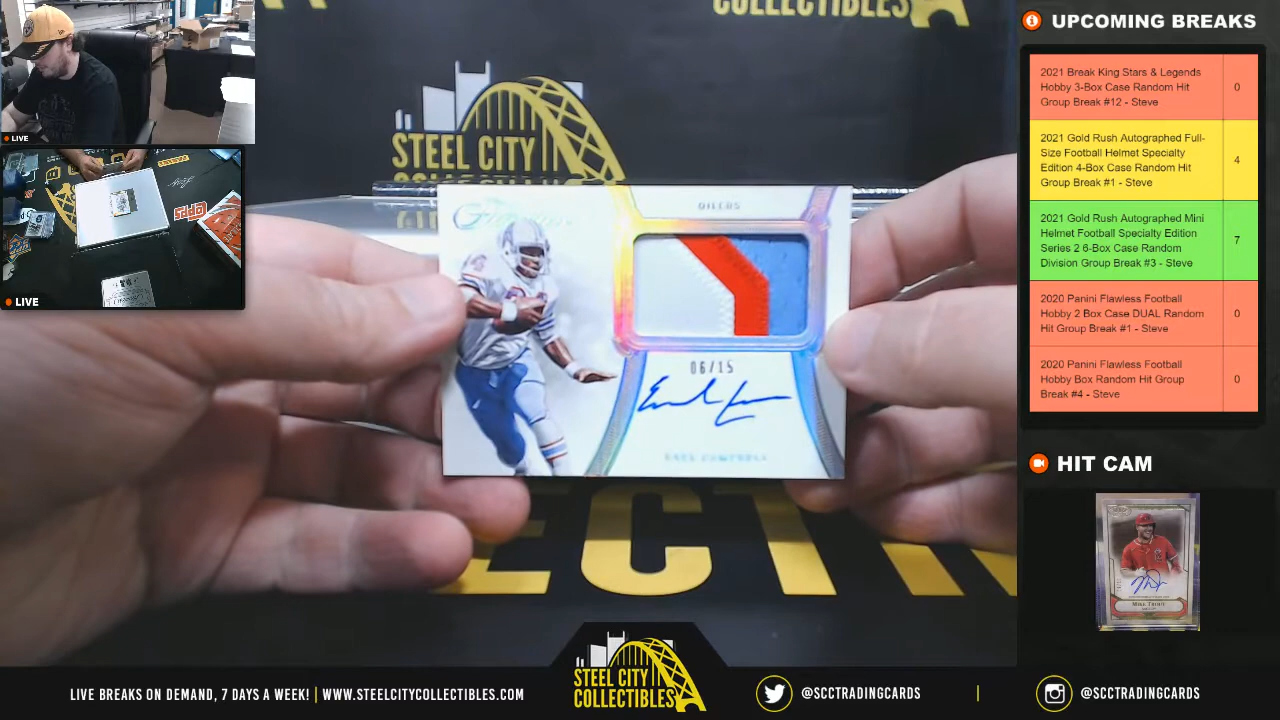 COLLECTIBLES
STEEL CITY
LIVE
LIVE
OILERS
06/15
EARL CAMPBELL
ECT
UPCOMING BREAKS
2021 Break King Stars & Legends
Hobby 3-Box Case Random Hit
Group Break #12 - Steve
0
2021 Gold Rush Autographed Full-
Size Football Helmet Specialty
Edition 4-Box Case Random Hit
Group Break #1 - Steve
4
2021 Gold Rush Autographed Mini
Helmet Football Specialty Edition
Series 2 6-Box Case Random
Division Group Break #3 - Steve
7
2020 Panini Flawless Football
Hobby 2 Box Case DUAL Random
Hit Group Break #1 - Steve
0
2020 Panini Flawless Football
Hobby Box Random Hit Group
Break #4 - Steve
0
HIT CAM
MIKE TROUT
LIVE BREAKS ON DEMAND, 7 DAYS A WEEK! | WWW.STEELCITYCOLLECTIBLES.COM
STEEL CITY
COLLECTIBLES
@SCCTRADINGCARDS
@SCCTRADINGCARDS